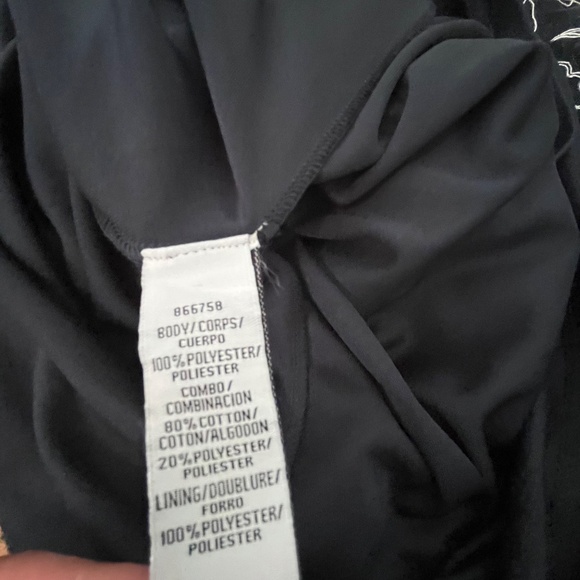 866758
BODY/CORPS/
CUERPO
100%POLYESTER/
POLIESTER
COMBO/
COMBINACION
80%COTTON/
COTON/ALGODON
20%POLYESTER/
POLIESTER
LINING/DOUBLURE/
FORRO
100%POLYESTER/
POLIESTER